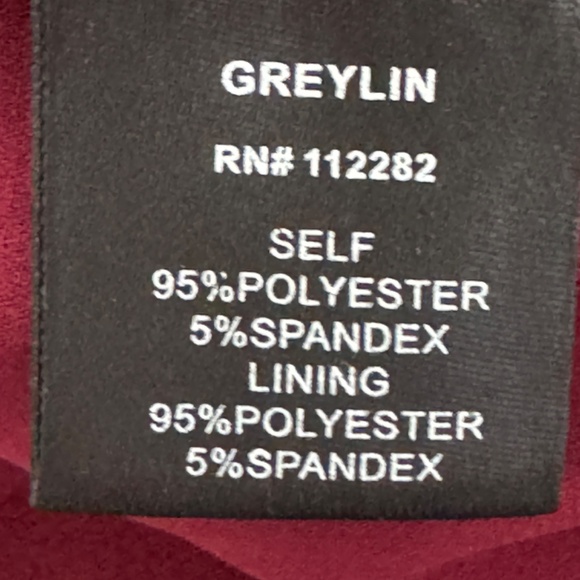 GREYLIN
RN# 112282
SELF
95%POLYESTER
5%SPANDEX
LINING
95%POLYESTER
5%SPANDEX